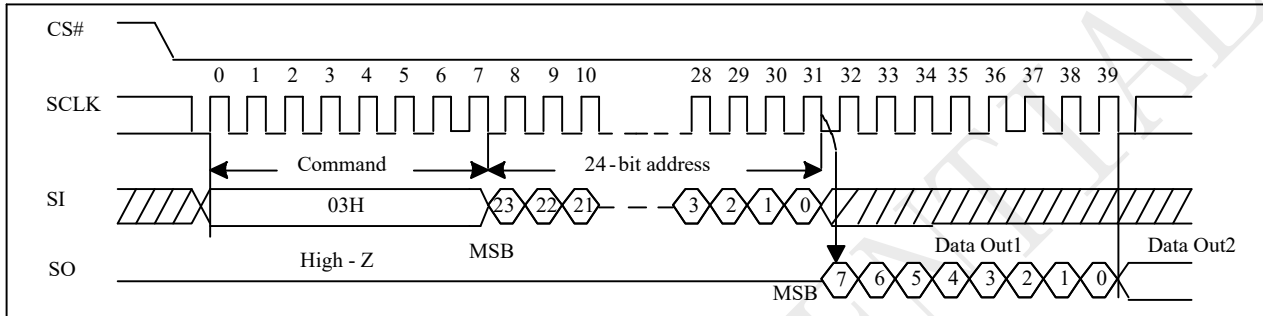 CS#
0 1 2 3 4 5 6 7 8 9 10 28 29 30 31 32 33 34 35 36 37 38 39
SCLK
Command 24-bit address
SI 03H 23 22 21 3 2 1 0
High - Z MSB Data Out1 Data Out2
SO MSB 7 6 5 4 3 2 1 0
NTIAL